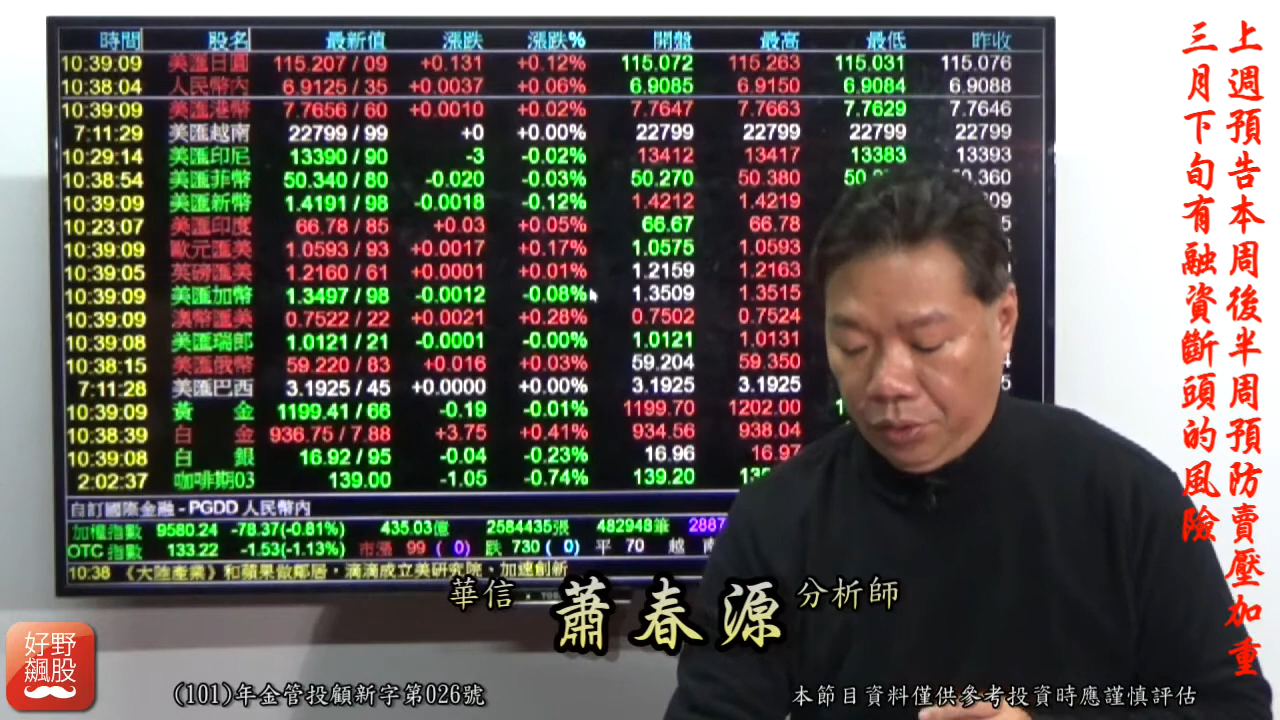 時間 股名 最新值 漲跌 漲跌% 開盤 最高 最低 昨收
10:39:09 美匯日圓 115.207 / 09 +0.131 +0.12% 115.072 115.263 115.031 115.076
10:38:04 人民幣內 6.9125 / 35 +0.0037 +0.06% 6.9085 6.9150 6.9084 6.9088
10:39:09 美匯港幣 7.7656 / 60 +0.0010 +0.02% 7.7647 7.7663 7.7629 7.7646
7:11:29 美匯越南 22799 / 99 +0 +0.00% 22799 22799 22799 22799
10:29:14 美匯印尼 13390 / 90 -3 -0.02% 13412 13417 13383 13393
10:38:54 美匯菲幣 50.340 / 80 -0.020 -0.03% 50.270 50.380
10:39:09 美匯新幣 1.4191 / 98 -0.0018 -0.12% 1.4212 1.4219
10:23:07 美匯印度 66.78 / 85 +0.03 +0.05% 66.67 66.78
10:39:09 歐元匯美 1.0593 / 93 +0.0017 +0.17% 1.0575 1.0593
10:39:05 英磅匯美 1.2160 / 61 +0.0001 +0.01% 1.2159 1.2163
10:39:09 美匯加幣 1.3497 / 98 -0.0012 -0.08% 1.3509 1.3515
10:39:09 澳幣匯美 0.7522 / 22 +0.0021 +0.28% 0.7502 0.7524
10:39:08 美匯瑞郎 1.0121 / 21 -0.0001 -0.00% 1.0121 1.0131
10:38:15 美匯俄幣 59.220 / 83 +0.016 +0.03% 59.204 59.350
7:11:28 美匯巴西 3.1925 / 45 +0.0000 +0.00% 3.1925 3.1925
10:39:09 黃金 1199.41 / 66 -0.19 -0.01% 1199.70 1202.00
10:38:39 白金 936.75 / 7.88 +3.75 +0.41% 934.56 938.04
10:39:08 白銀 16.92 / 95 -0.04 -0.23% 16.96 16.97
2:02:37 咖啡期03 139.00 -1.05 -0.74% 139.20
自訂國際金融 - PGDD 人民幣內
加權指數 9580.24 -78.37(-0.81%) 435.03億 2584435張 482948筆
OTC 指數 133.22 -1.53(-1.13%) 市漲 99 ( 0) 跌 730 ( 0) 平 70 越 南
10:38 《大陸產業》和蘋果做鄰居，滴滴成立美研究院、加速創新
上週預告本周後半周預防賣壓加重
三月下旬有融資斷頭的風險
華信 蕭春源 分析師
好野
飆股
(101)年金管投顧新字第026號
本節目資料僅供參考投資時應謹慎評估